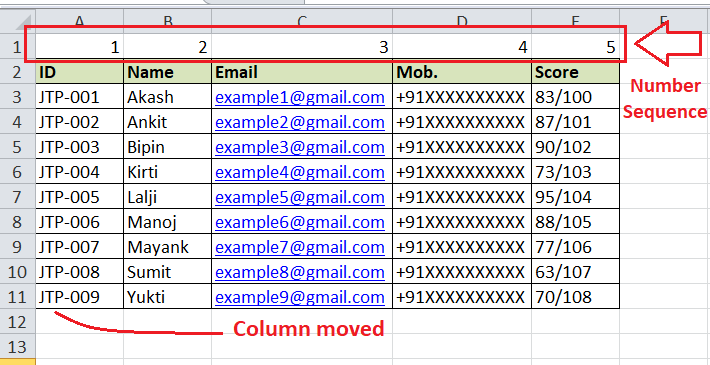 A B C D E F
1 1 2 3 4 5
2 ID Name Email Mob. Score
3 JTP-001 Akash example1@gmail.com +91XXXXXXXXXX 83/100
4 JTP-002 Ankit example2@gmail.com +91XXXXXXXXXX 87/101
5 JTP-003 Bipin example3@gmail.com +91XXXXXXXXXX 90/102
6 JTP-004 Kirti example4@gmail.com +91XXXXXXXXXX 73/103
7 JTP-005 Lalji example5@gmail.com +91XXXXXXXXXX 95/104
8 JTP-006 Manoj example6@gmail.com +91XXXXXXXXXX 88/105
9 JTP-007 Mayank example7@gmail.com +91XXXXXXXXXX 77/106
10 JTP-008 Sumit example8@gmail.com +91XXXXXXXXXX 63/107
11 JTP-009 Yukti example9@gmail.com +91XXXXXXXXXX 70/108
12
13
Number
Sequence
Column moved